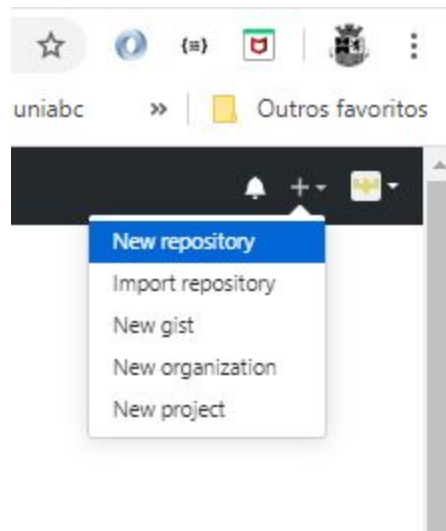 {≡}
uniabc » Outros favoritos
New repository
Import repository
New gist
New organization
New project